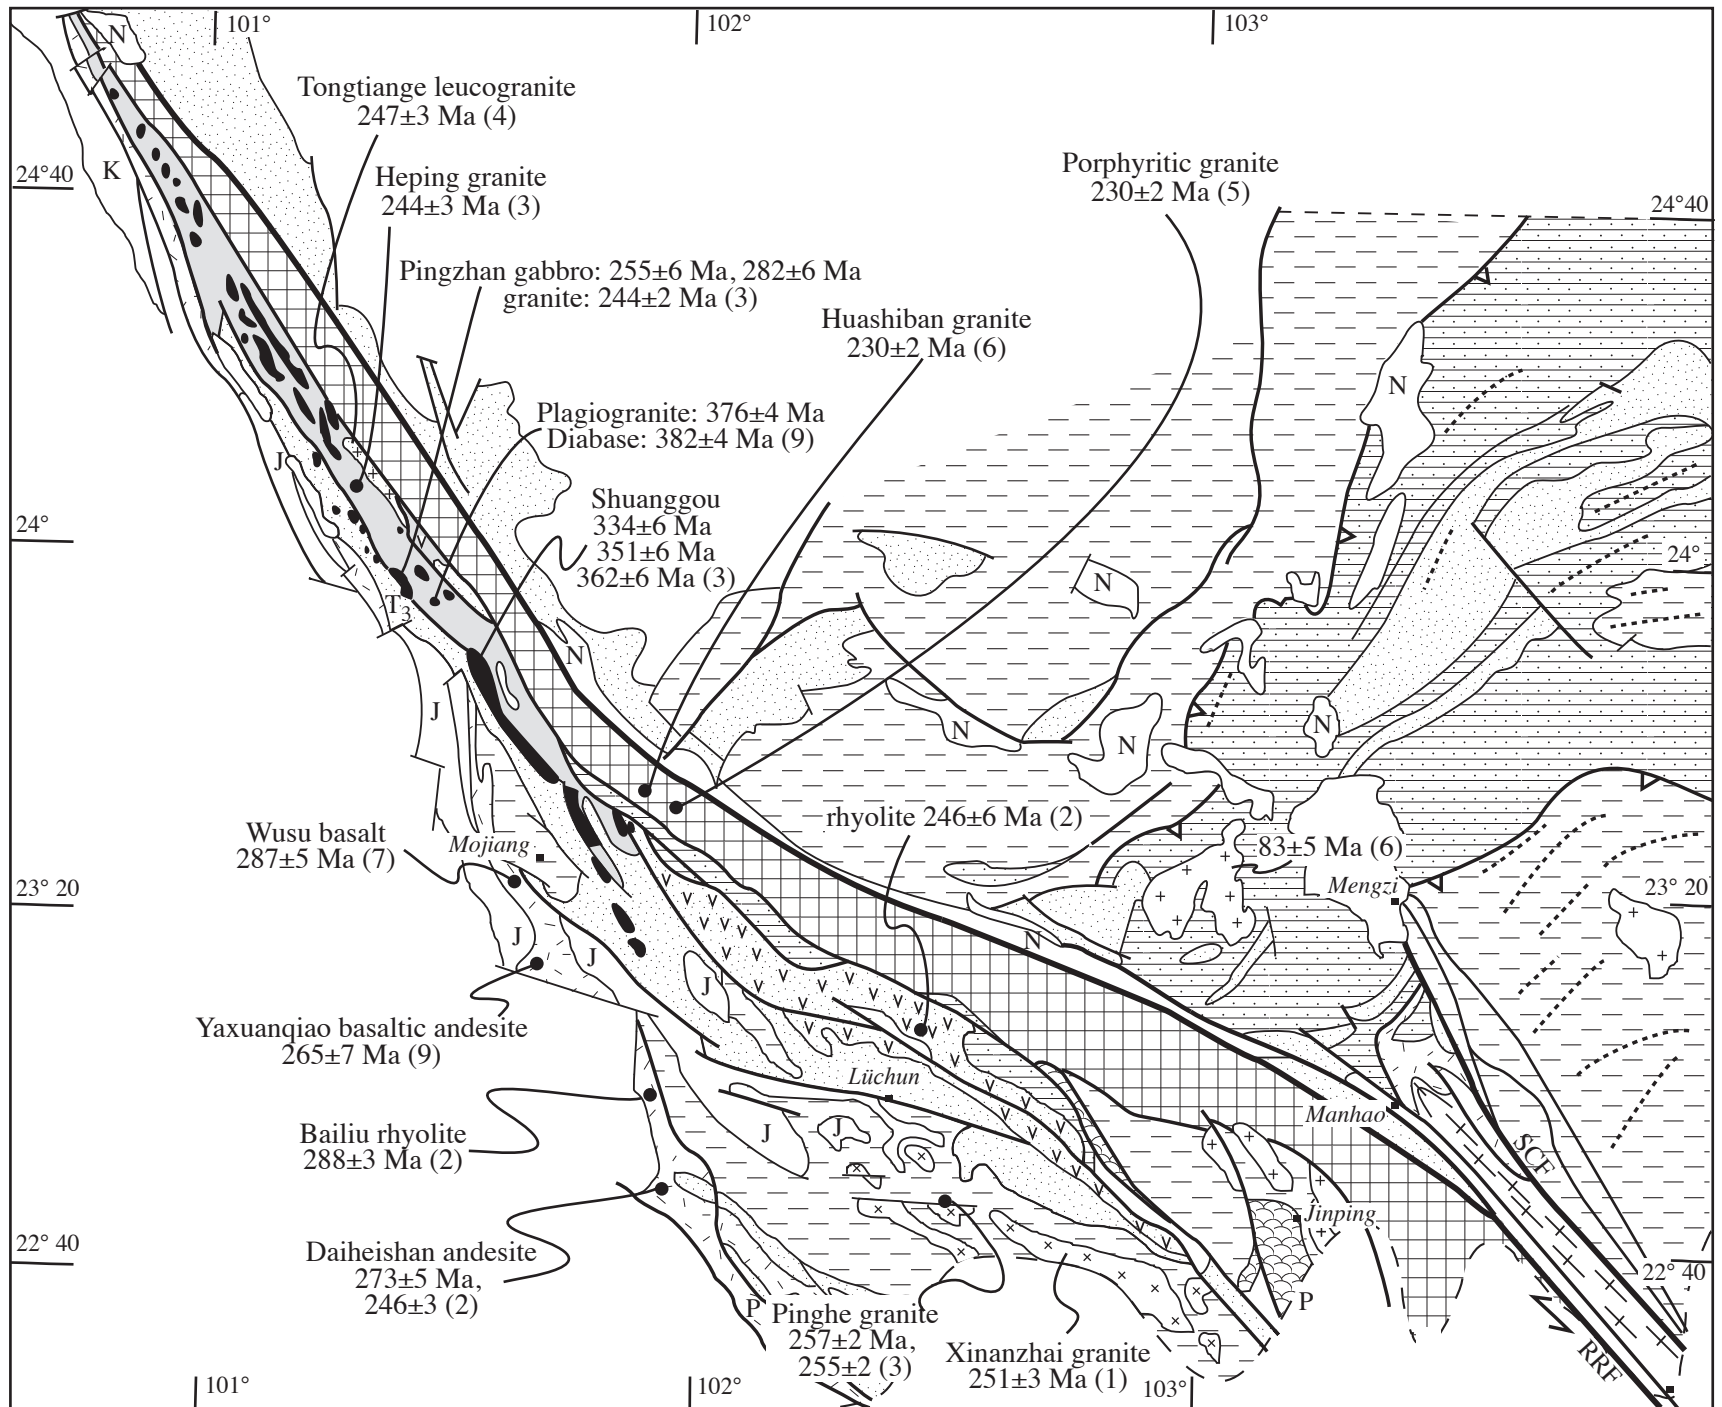 101°
102°
103°
N
Tongtiange leucogranite
247±3 Ma (4)
K
24°40
Heping granite
244±3 Ma (3)
Porphyritic granite
230±2 Ma (5)
24°40
Pingzhan gabbro: 255±6 Ma, 282±6 Ma
granite: 244±2 Ma (3)
Huashiban granite
230±2 Ma (6)
N
Plagiogranite: 376±4 Ma
Diabase: 382±4 Ma (9)
J
Shuanggou
334±6 Ma
351±6 Ma
362±6 Ma (3)
24°
24°
N
T3
N
J
N
N
N
rhyolite 246±6 Ma (2)
Wusu basalt
287±5 Ma (7)
Mojiang
83±5 Ma (6)
Mengzi
23° 20
23° 20
J
J
N
J
Yaxuanqiao basaltic andesite
265±7 Ma (9)
Lüchun
Manhao
Bailiu rhyolite
288±3 Ma (2)
J
J
SCF
Jinping
22° 40
22° 40
Daiheishan andesite
273±5 Ma,
246±3 (2)
P
P
Pinghe granite
257±2 Ma,
255±2 (3)
Xinanzhai granite
251±3 Ma (1)
RRF
101°
102°
103°